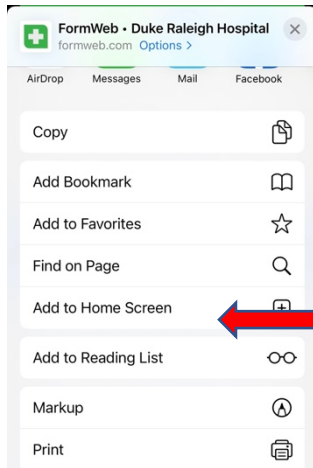 FormWeb • Duke Raleigh Hospital
formweb.com Options >
AirDrop Messages Mail Facebook
Copy
Add Bookmark
Add to Favorites
Find on Page
Add to Home Screen
Add to Reading List
Markup
Print